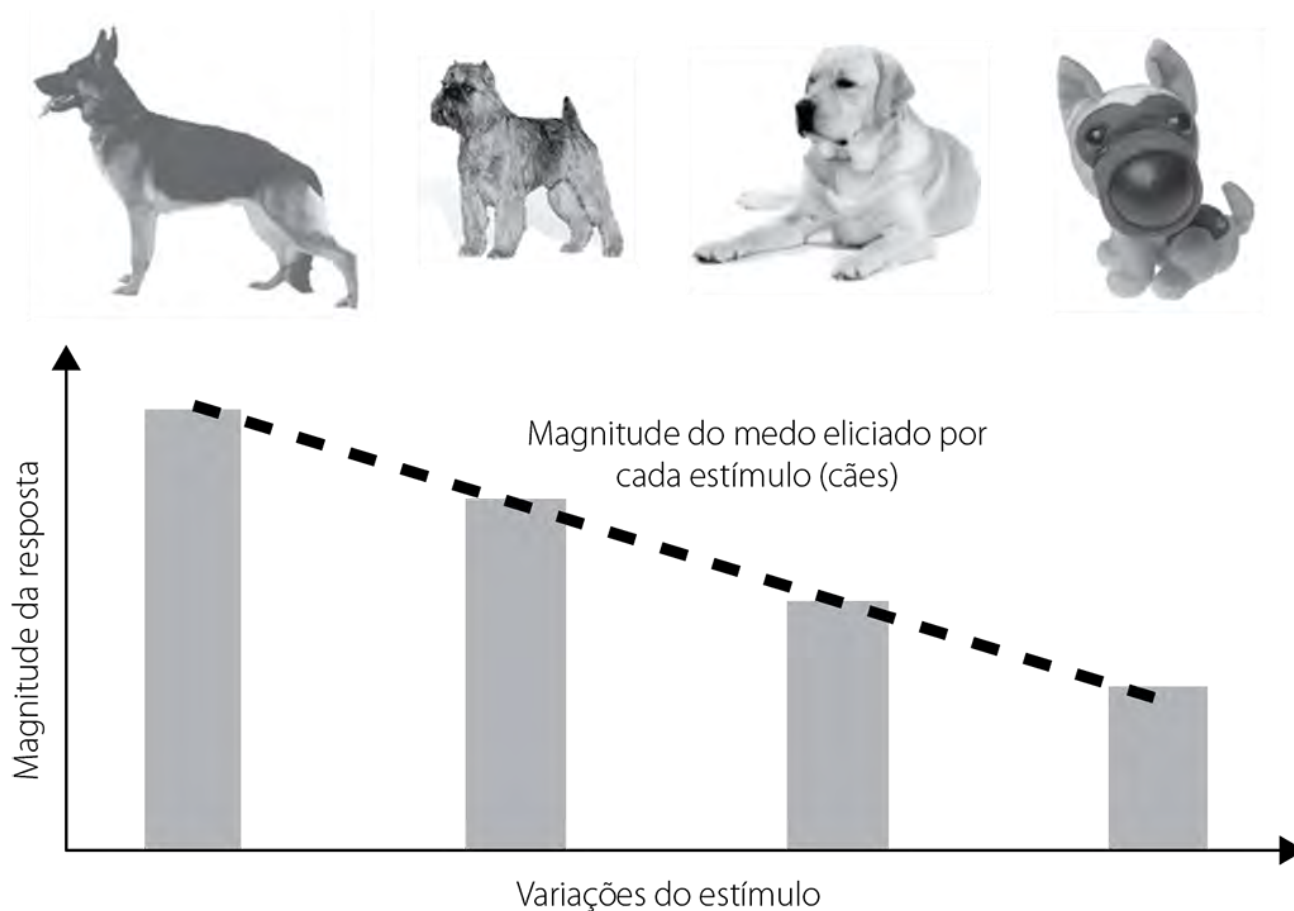 Magnitude do medo eliciado por
cada estímulo (cães)
Magnitude da resposta
Variações do estímulo